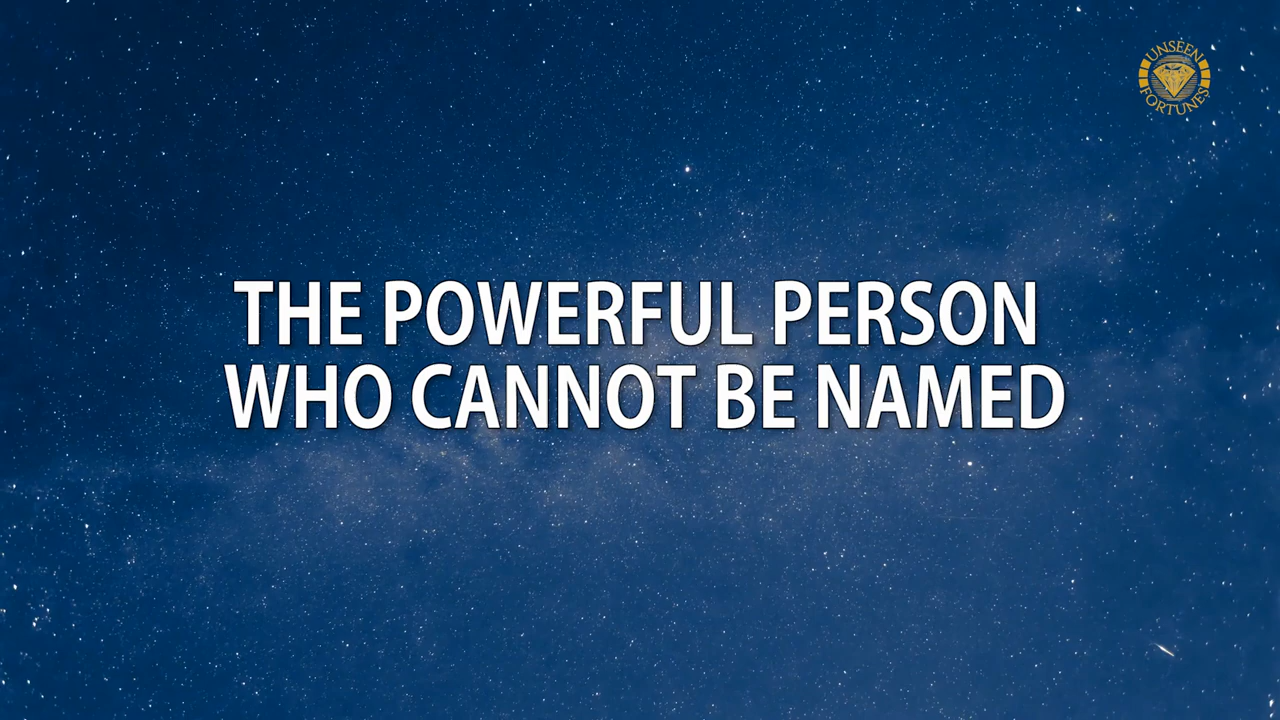 UNSEEN
FORTUNES
THE POWERFUL PERSON
WHO CANNOT BE NAMED